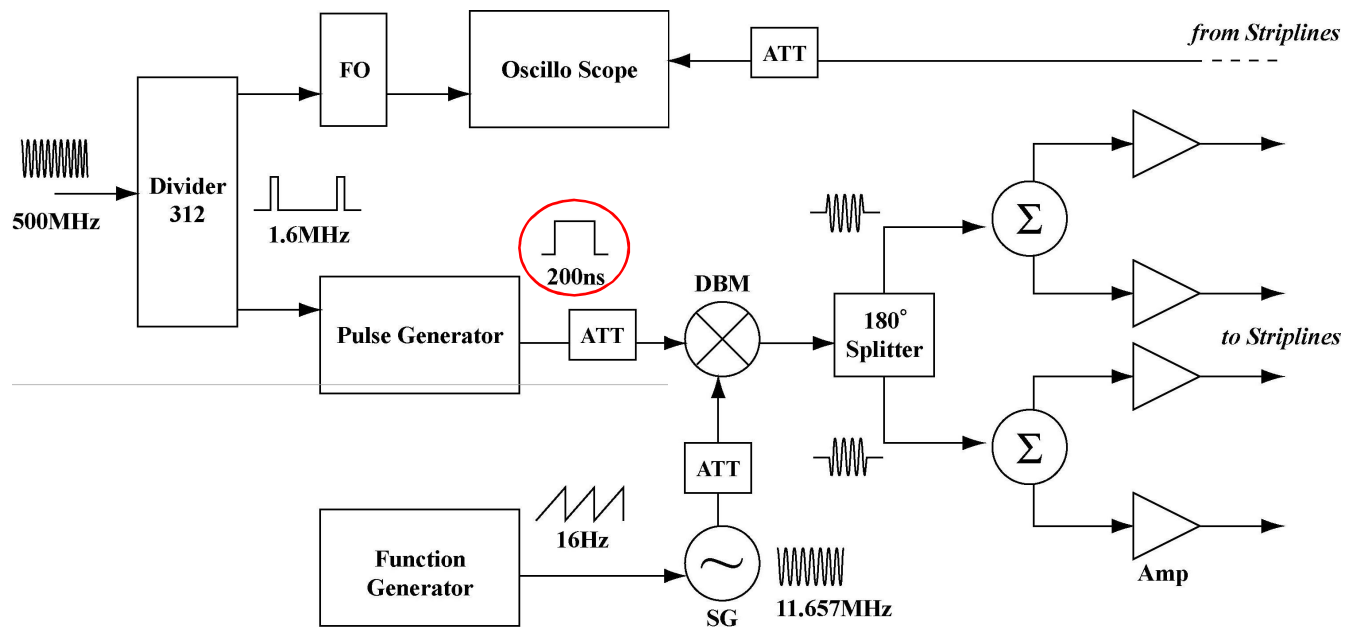 from Striplines
ATT
FO
Oscillo Scope
Divider
312
500MHz
1.6MHz
200ns
Pulse Generator
ATT
DBM
180°
Splitter
Σ
Σ
to Striplines
ATT
Function
Generator
16Hz
SG
11.657MHz
Amp